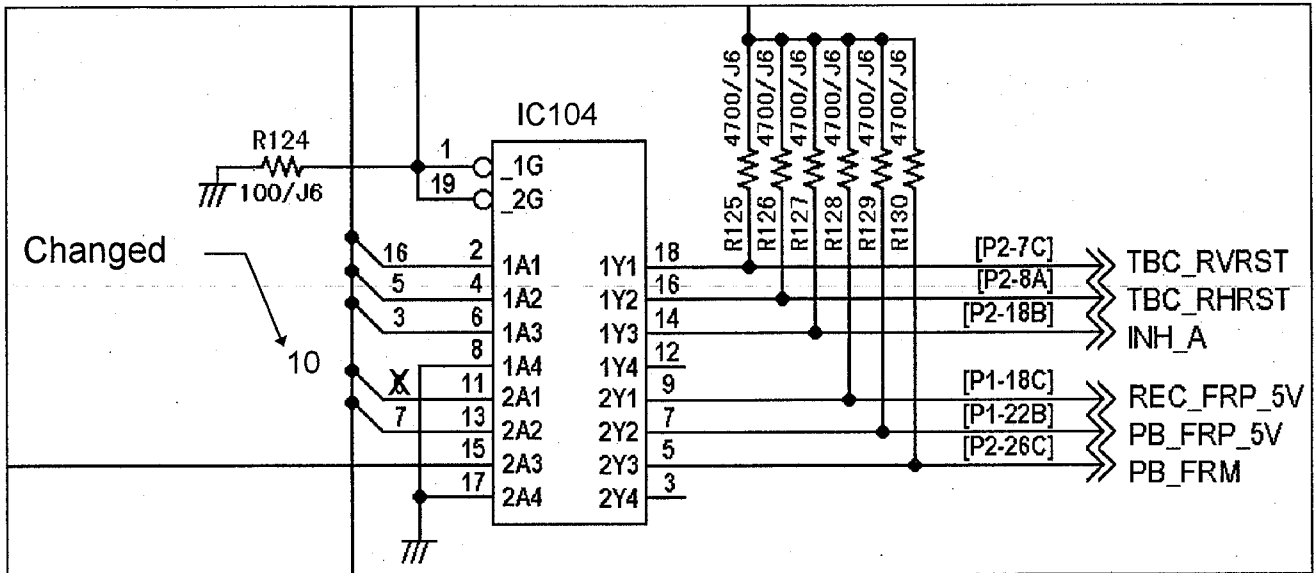 4700/J6
4700/J6
4700/J6
4700/J6
4700/J6
4700/J6
IC104
R124
100/J6
1 _1G
19 _2G
R125
R126
R127
R128
R129
R130
Changed
16 2 1A1 1Y1 18 [P2-7C] TBC_RVRST
5 4 1A2 1Y2 16 [P2-8A] TBC_RHRST
3 6 1A3 1Y3 14 [P2-18B] INH_A
10 8 1A4 1Y4 12
11 2A1 2Y1 9 [P1-18C] REC_FRP_5V
7 13 2A2 2Y2 7 [P1-22B] PB_FRP_5V
15 2A3 2Y3 5 [P2-26C] PB_FRM
17 2A4 2Y4 3